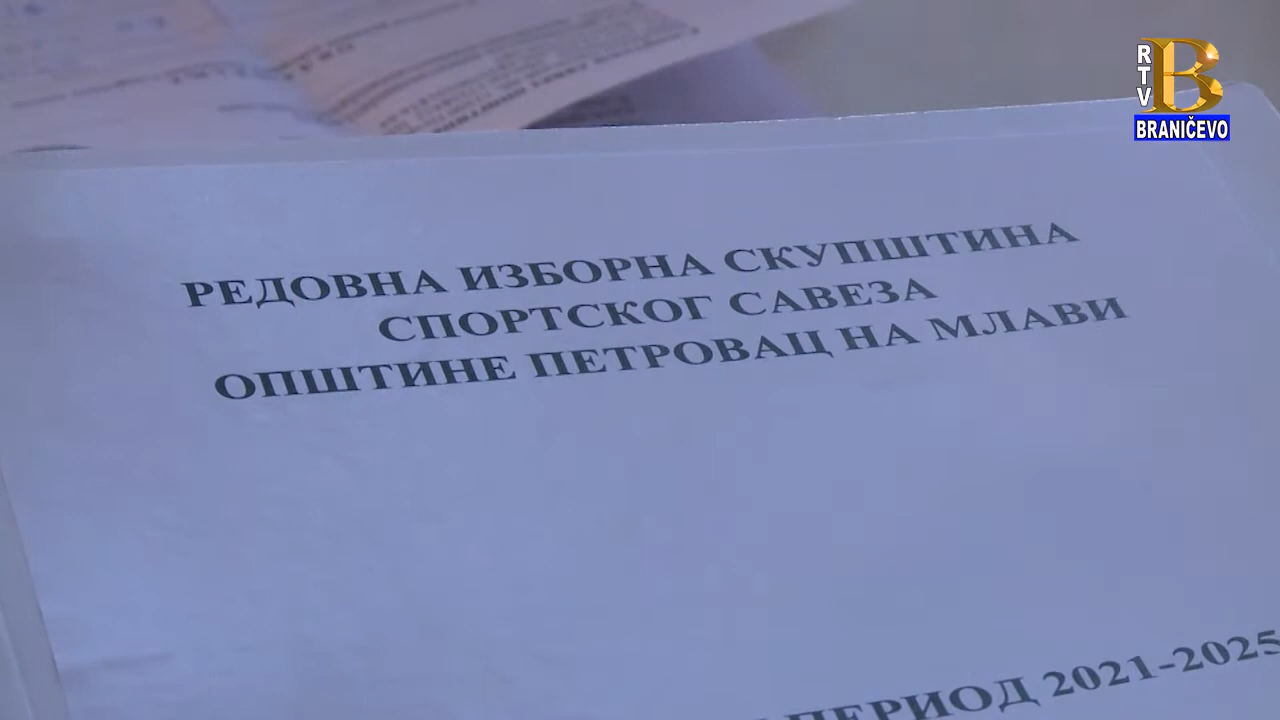 RTV
B
BRANIČEVO
РЕДОВНА ИЗБОРНА СКУПШТИНА
СПОРТСКОГ САВЕЗА
ОПШТИНЕ ПЕТРОВАЦ НА МЛАВИ
ПЕРИОД 2021-2025